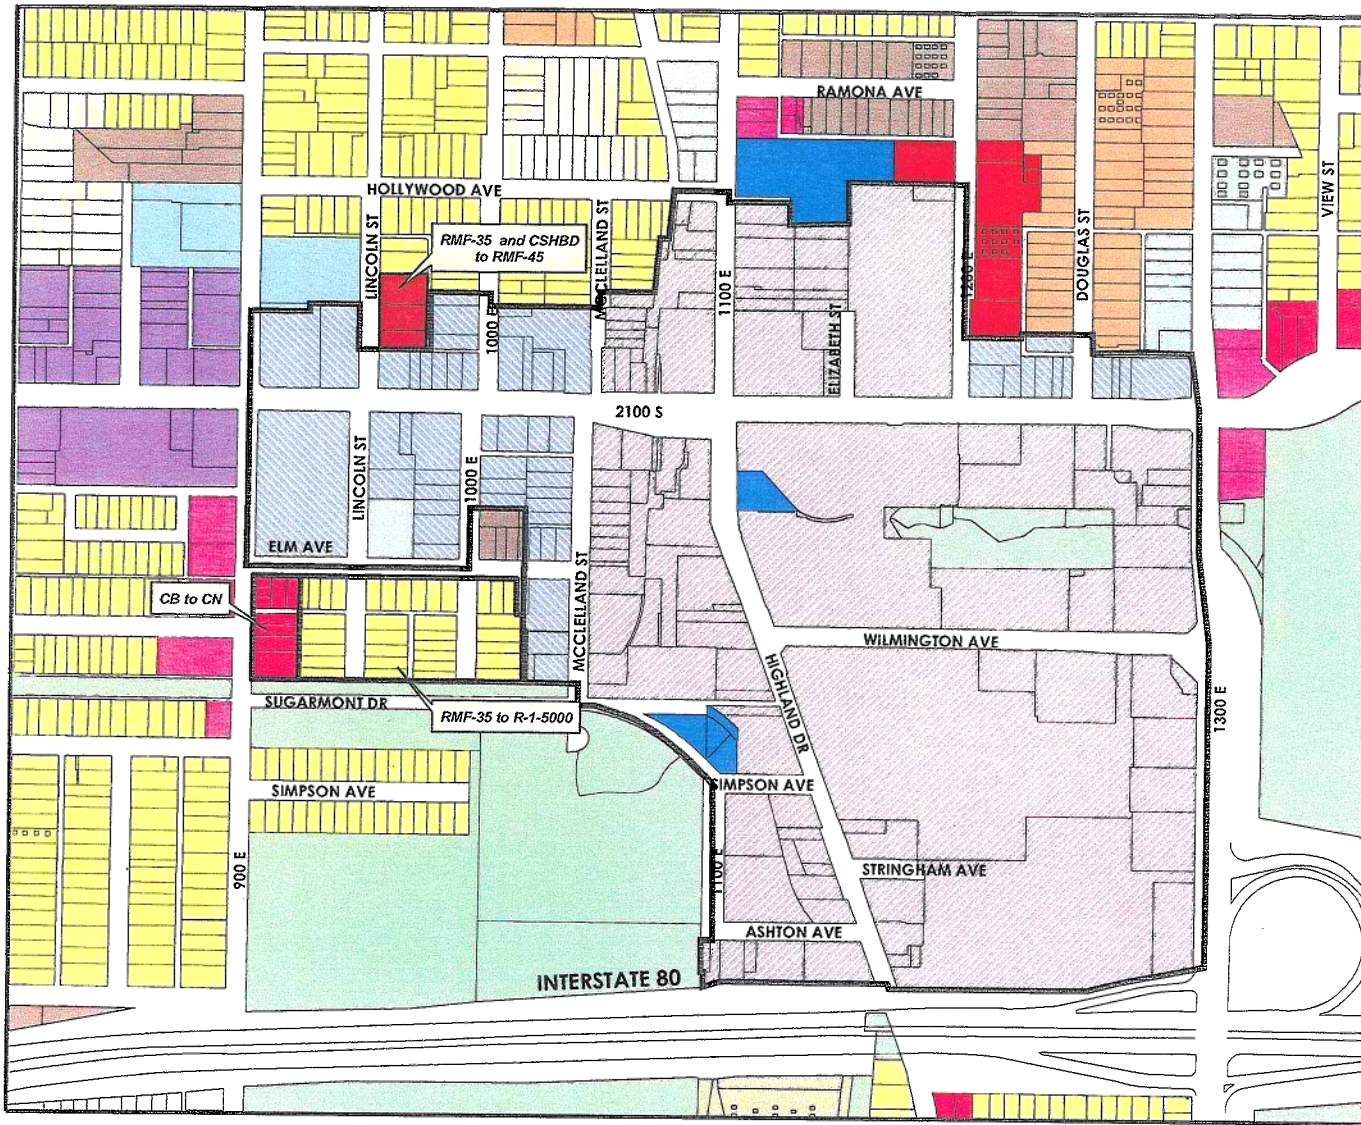 RAMONA AVE
HOLLYWOOD AVE
VIEW ST
LINCOLN ST
RMF-35 and CSHBD
to RMF-45
MCCLELLAND ST
DOUGLAS ST
1100 E
1200 E
1000 E
ELIZABETH ST
2100 S
LINCOLN ST
1000 E
ELM AVE
CB to CN
MCCLELLAND ST
WILMINGTON AVE
HIGHLAND DR
1300 E
SUGARMONT DR
RMF-35 to R-1-5000
SIMPSON AVE
SIMPSON AVE
900 E
1100 E
STRINGHAM AVE
ASHTON AVE
INTERSTATE 80